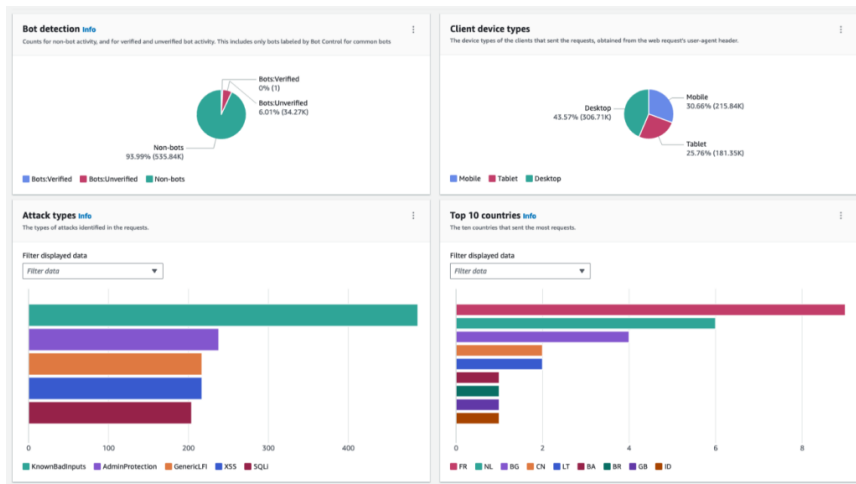 Bot detection Info
Counts for non-bot activity, and for verified and unverified bot activity. This includes only bots labeled by Bot Control for common bots
Bots:Verified
0% (1)
Bots:Unverified
6.01% (34.27K)
Non-bots
93.99% (535.84K)
Bots:Verified Bots:Unverified Non-bots
Client device types
The device types of the clients that sent the requests, obtained from the web request's user-agent header.
Mobile
30.66% (215.84K)
Desktop
43.57% (306.71K)
Tablet
25.76% (181.35K)
Mobile Tablet Desktop
Attack types Info
The types of attacks identified in the requests.
Filter displayed data
Filter data
0 100 200 300 400
KnownBadInputs AdminProtection GenericLFI XSS SQLi
Top 10 countries Info
The ten countries that sent the most requests.
Filter displayed data
Filter data
0 2 4 6 8
FR NL BG CN LT BA BR GB ID